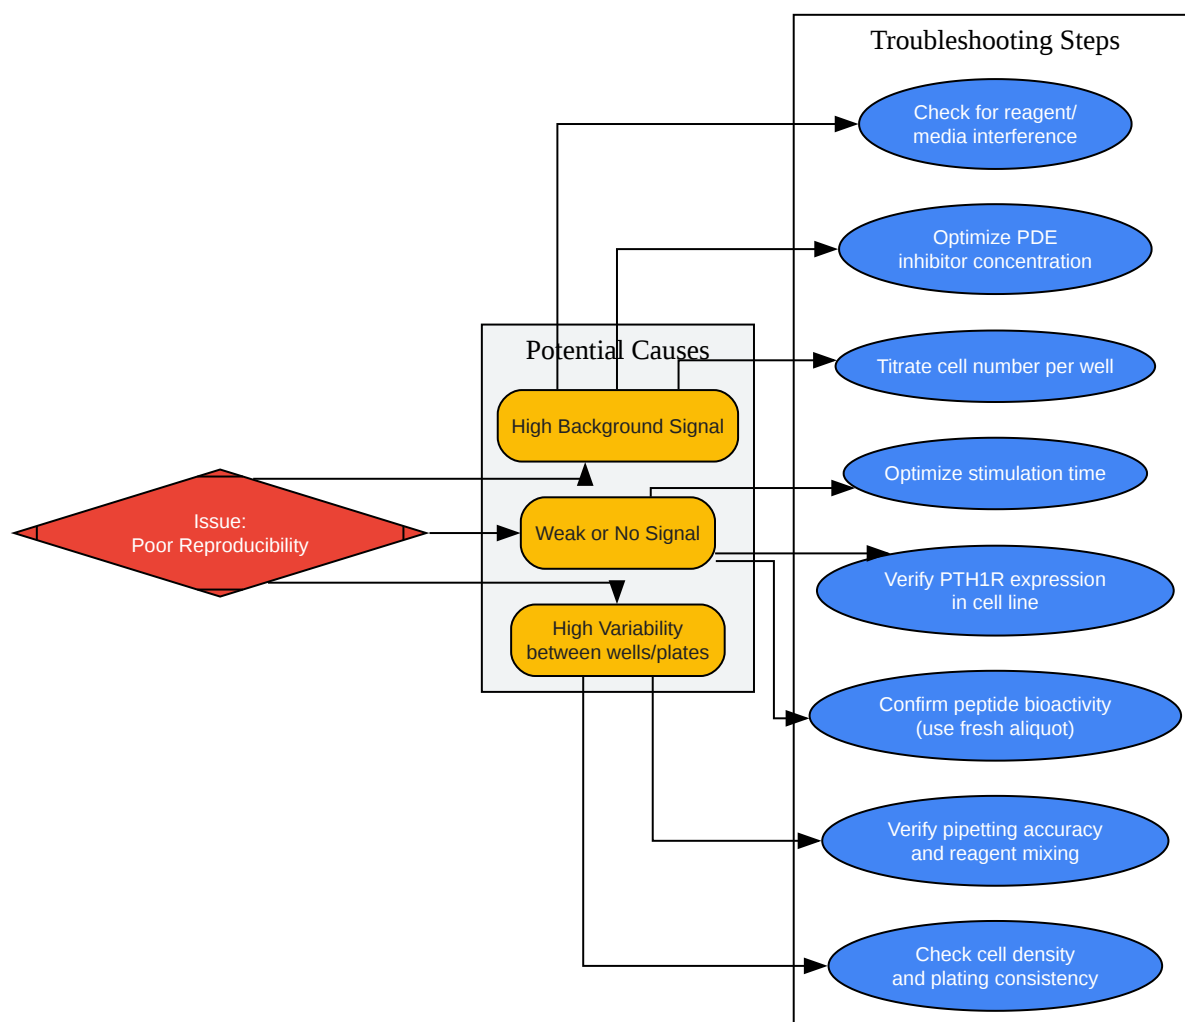 Troubleshooting Steps
Check for reagent/
media interference
Optimize PDE
inhibitor concentration
Potential Causes
Titrate cell number per well
High Background Signal
Optimize stimulation time
Issue:
Poor Reproducibility
Weak or No Signal
Verify PTH1R expression
in cell line
High Variability
between wells/plates
Confirm peptide bioactivity
(use fresh aliquot)
Verify pipetting accuracy
and reagent mixing
Check cell density
and plating consistency